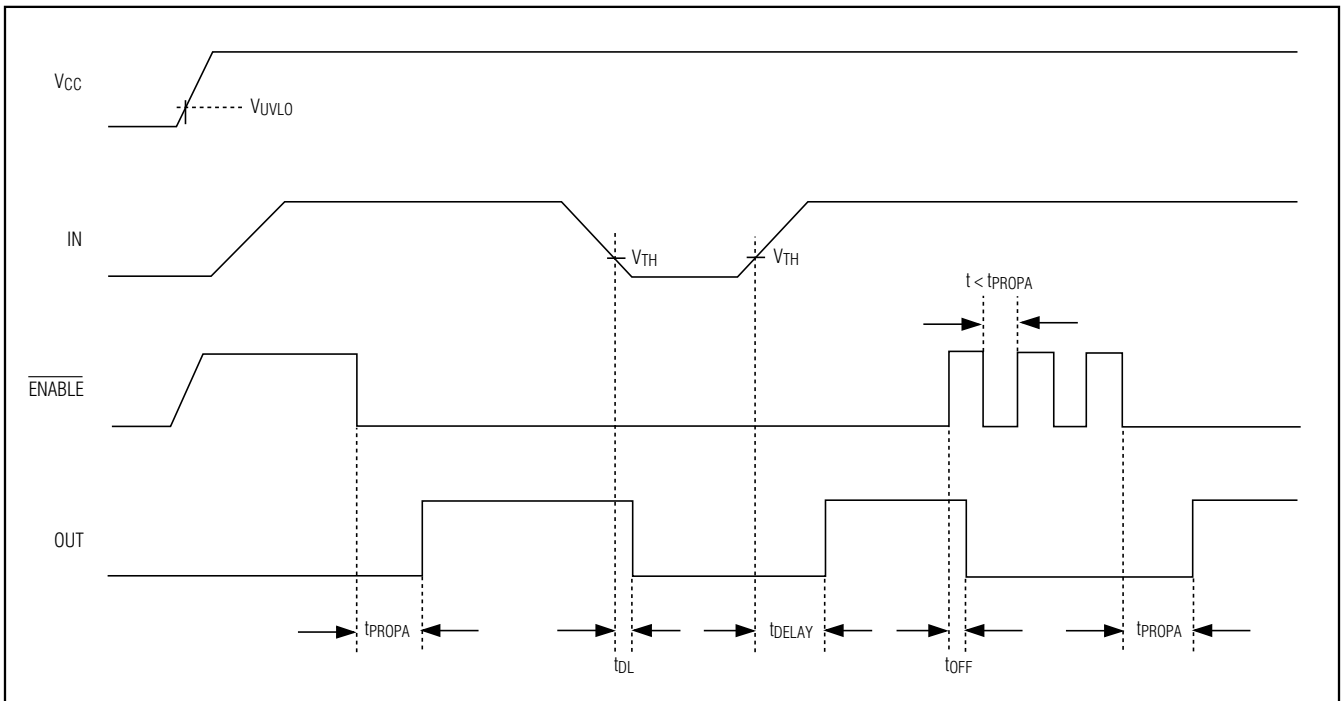 VCC
VUVLO
IN
VTH
VTH
t < tPROPA
ENABLE
OUT
tPROPA
tDL
tDELAY
tOFF
tPROPA